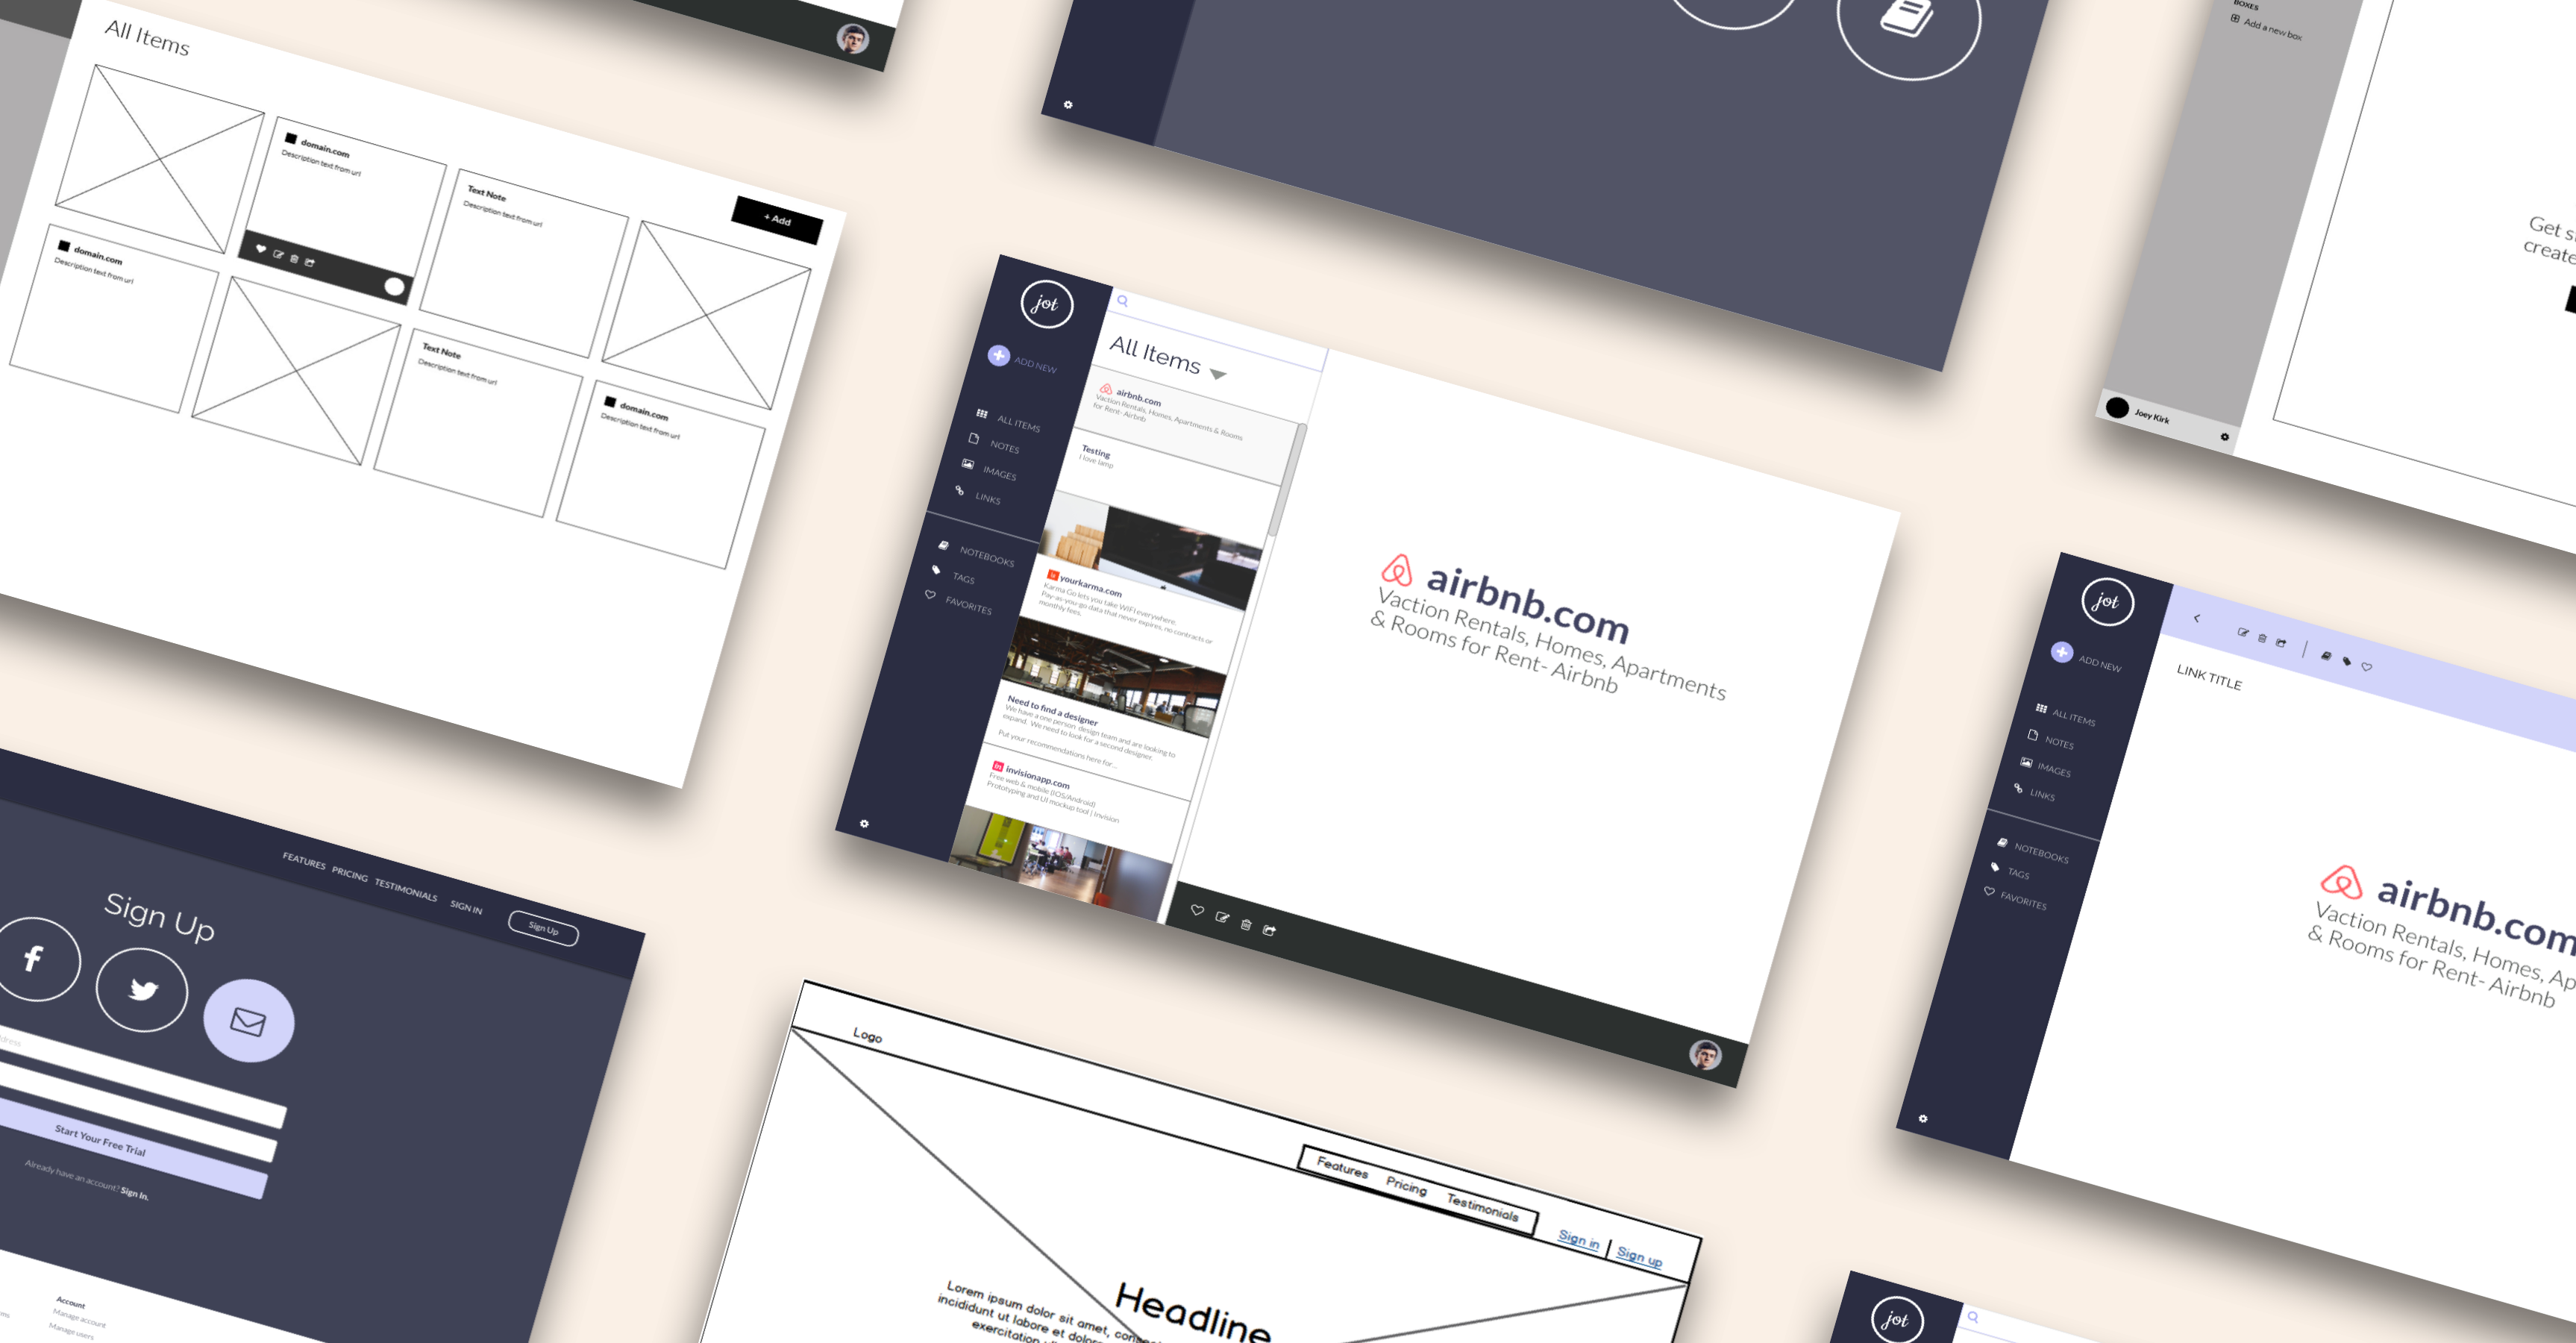 All Items
domain.com
Description text from url
Text Note
Description text from url
+ Add
domain.com
Description text from url
Text Note
Description text from url
domain.com
Description text from url
BOXES
Add a new box
Get
create
Joey Kirk
jot
ADD NEW
ALL ITEMS
NOTES
IMAGES
LINKS
NOTEBOOKS
TAGS
FAVORITES
All Items
airbnb.com
Vaction Rentals, Homes, Apartments & Rooms
for Rent- Airbnb
Testing
I love lamp
yourkarma.com
Karma Go lets you take WIFI everywhere.
Pay-as-you-go data that never expires, no contracts or
monthly fees.
Need to find a designer
We have a one person design team and are looking to
expand. We need to look for a second designer.
Put your recommendations here for...
invisionapp.com
Free web & mobile (IOS/Android)
Prototyping and UI mockup tool | Invision
airbnb.com
Vaction Rentals, Homes, Apartments
& Rooms for Rent- Airbnb
jot
ADD NEW
ALL ITEMS
NOTES
IMAGES
LINKS
NOTEBOOKS
TAGS
FAVORITES
LINK TITLE
airbnb.com
Vaction Rentals, Homes, Ap
& Rooms for Rent- Airbnb
FEATURES PRICING TESTIMONIALS SIGN IN Sign Up
Sign Up
Start Your Free Trial
Already have an account? Sign In.
Account
Manage account
Manage users
Logo
Features Pricing Testimonials
Sign in | Sign up
Headline
Lorem ipsum dolor sit amet,
incididunt ut labore et
exercitation
jot